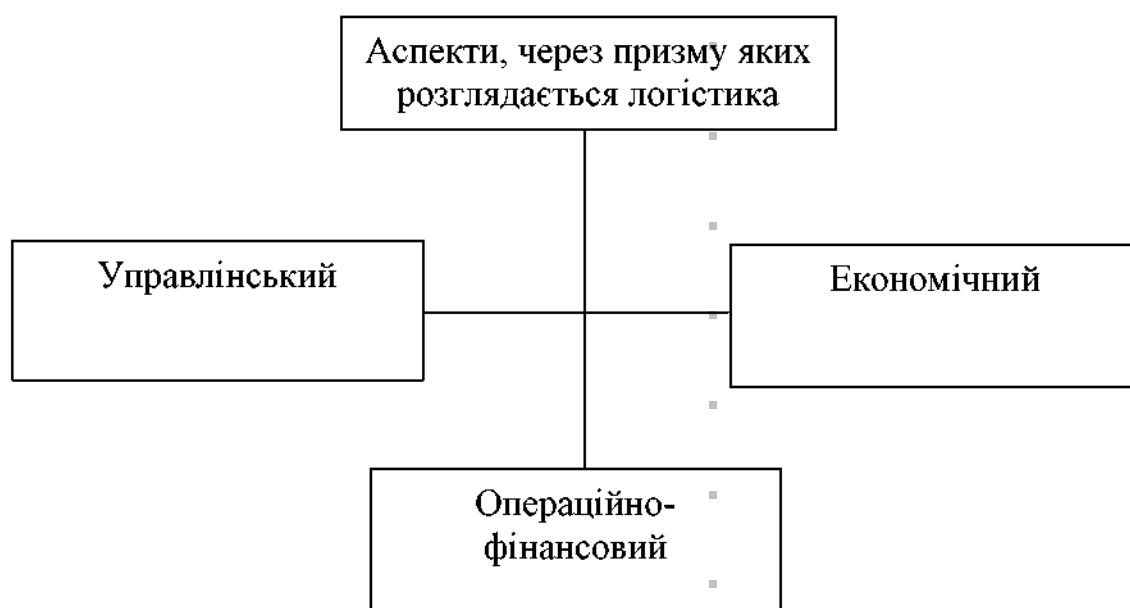 Аспекти, через призму яких
розглядається логістика
Управлінський
Економічний
Операційно-
фінансовий